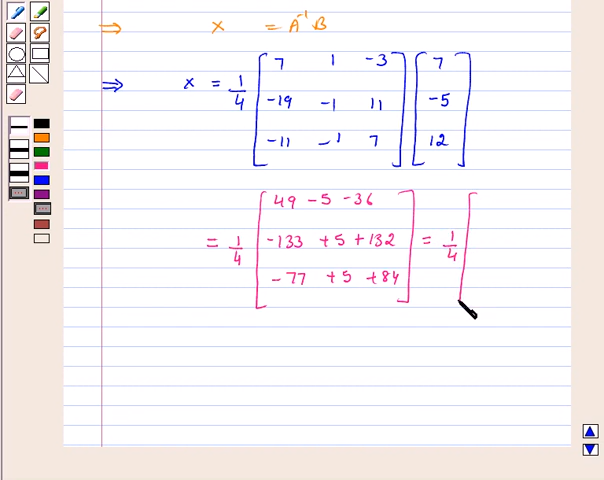 ⇒ X = A⁻¹ B
⇒ X = 1/4 [ 7 1 -3 ] [ 7 ]
[ -19 -1 11 ] [ -5 ]
[ -11 -1 7 ] [ 12 ]
= 1/4 [ 49 -5 -36 ] = 1/4 [
[ -133 +5 +132 ]
[ -77 +5 +84 ]